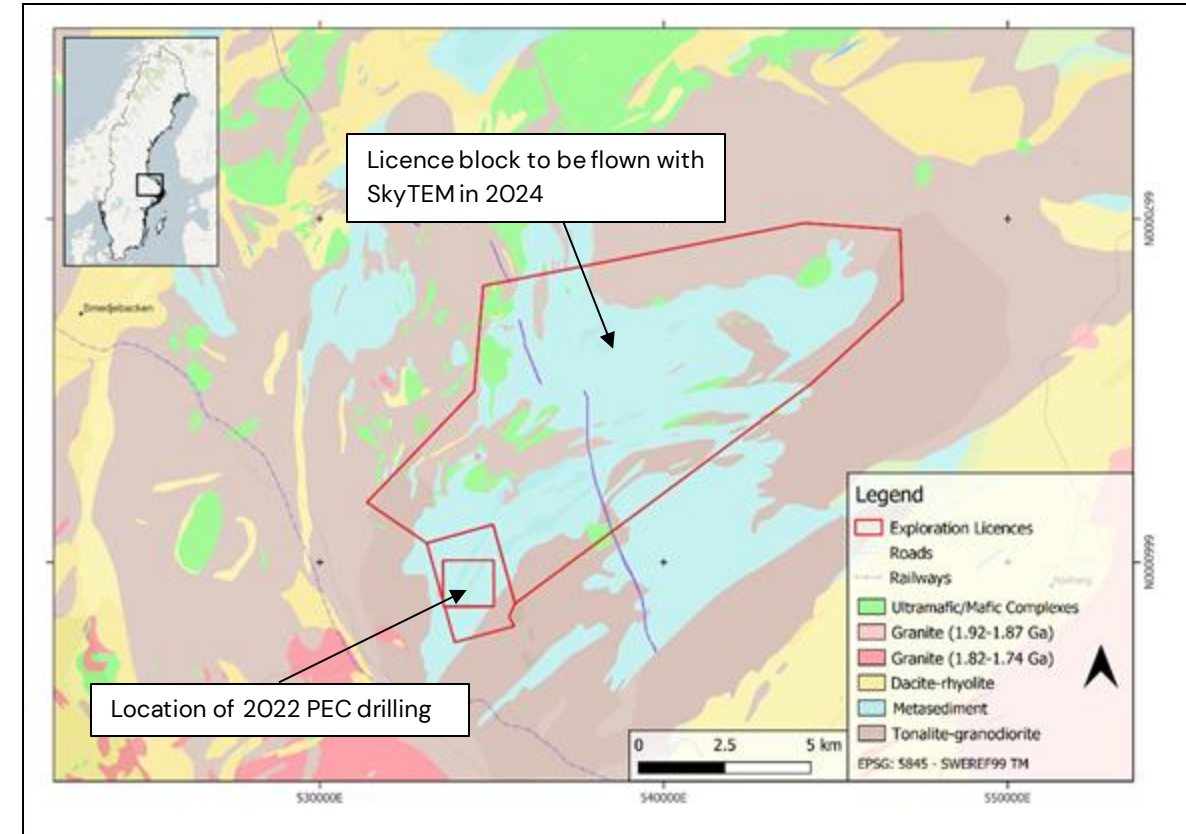 Licence block to be flown with
SkyTEM in 2024
6670000N
Smedjebacken
Legend
Exploration Licences
Roads
Railways
Ultramafic/Mafic Complexes
Granite (1.92-1.87 Ga)
Granite (1.82-1.74 Ga)
Dacite-rhyolite
Metasediment
Tonalite-granodiorite
EPSG: 5845 - SWEREF99 TM
6660000N
Location of 2022 PEC drilling
0 2.5 5 km
530000E 540000E 550000E